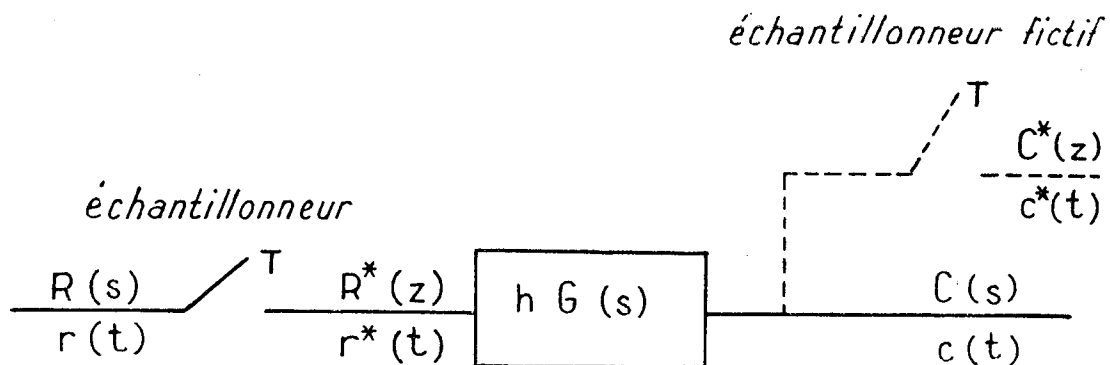 échantillonneur fictif
T
C*(z)
c*(t)
échantillonneur
T
R(s)
r(t)
R*(z)
r*(t)
h G (s)
C(s)
c(t)